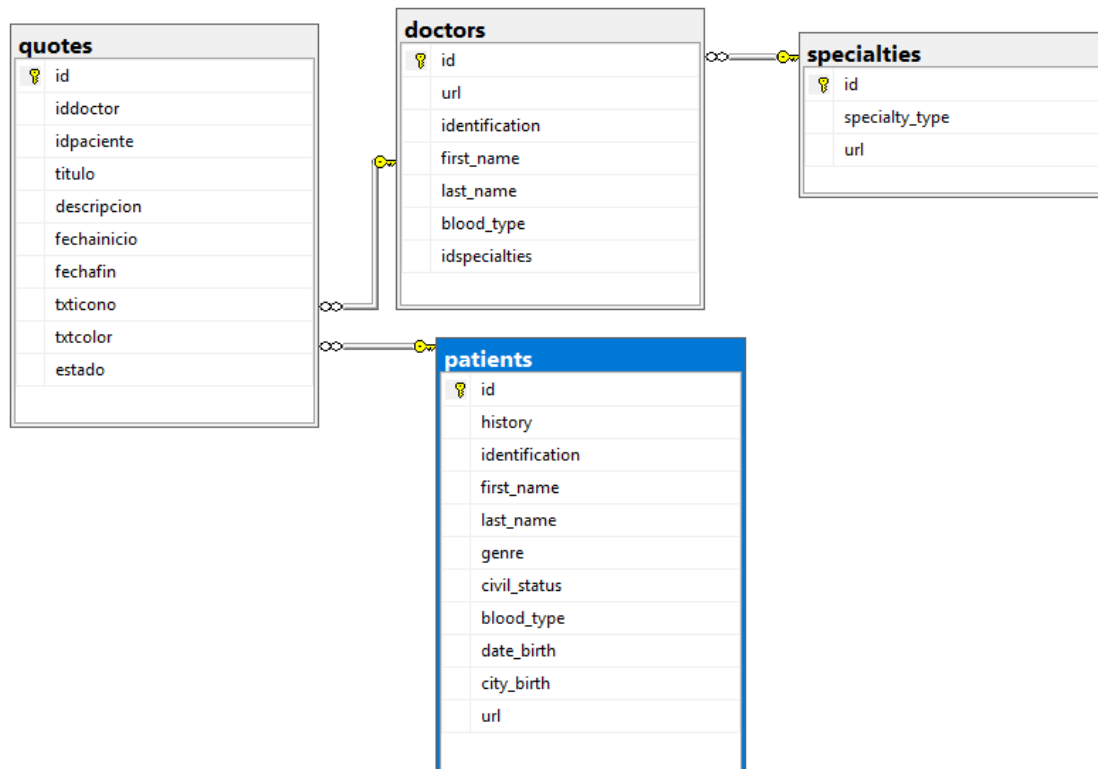 quotes
id
iddoctor
idpaciente
titulo
descripcion
fechainicio
fechafin
txticono
txtcolor
estado
doctors
id
url
identification
first_name
last_name
blood_type
idspecialties
specialties
id
specialty_type
url
patients
id
history
identification
first_name
last_name
genre
civil_status
blood_type
date_birth
city_birth
url